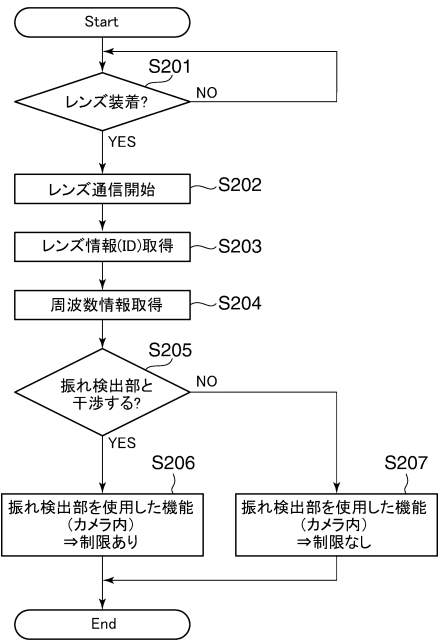 Start
S201
レンズ装着?
NO
YES
レンズ通信開始
S202
レンズ情報(ID)取得
S203
周波数情報取得
S204
S205
振れ検出部と
干渉する?
NO
YES
S206
振れ検出部を使用した機能
(カメラ内)
⇒制限あり
S207
振れ検出部を使用した機能
(カメラ内)
⇒制限なし
End